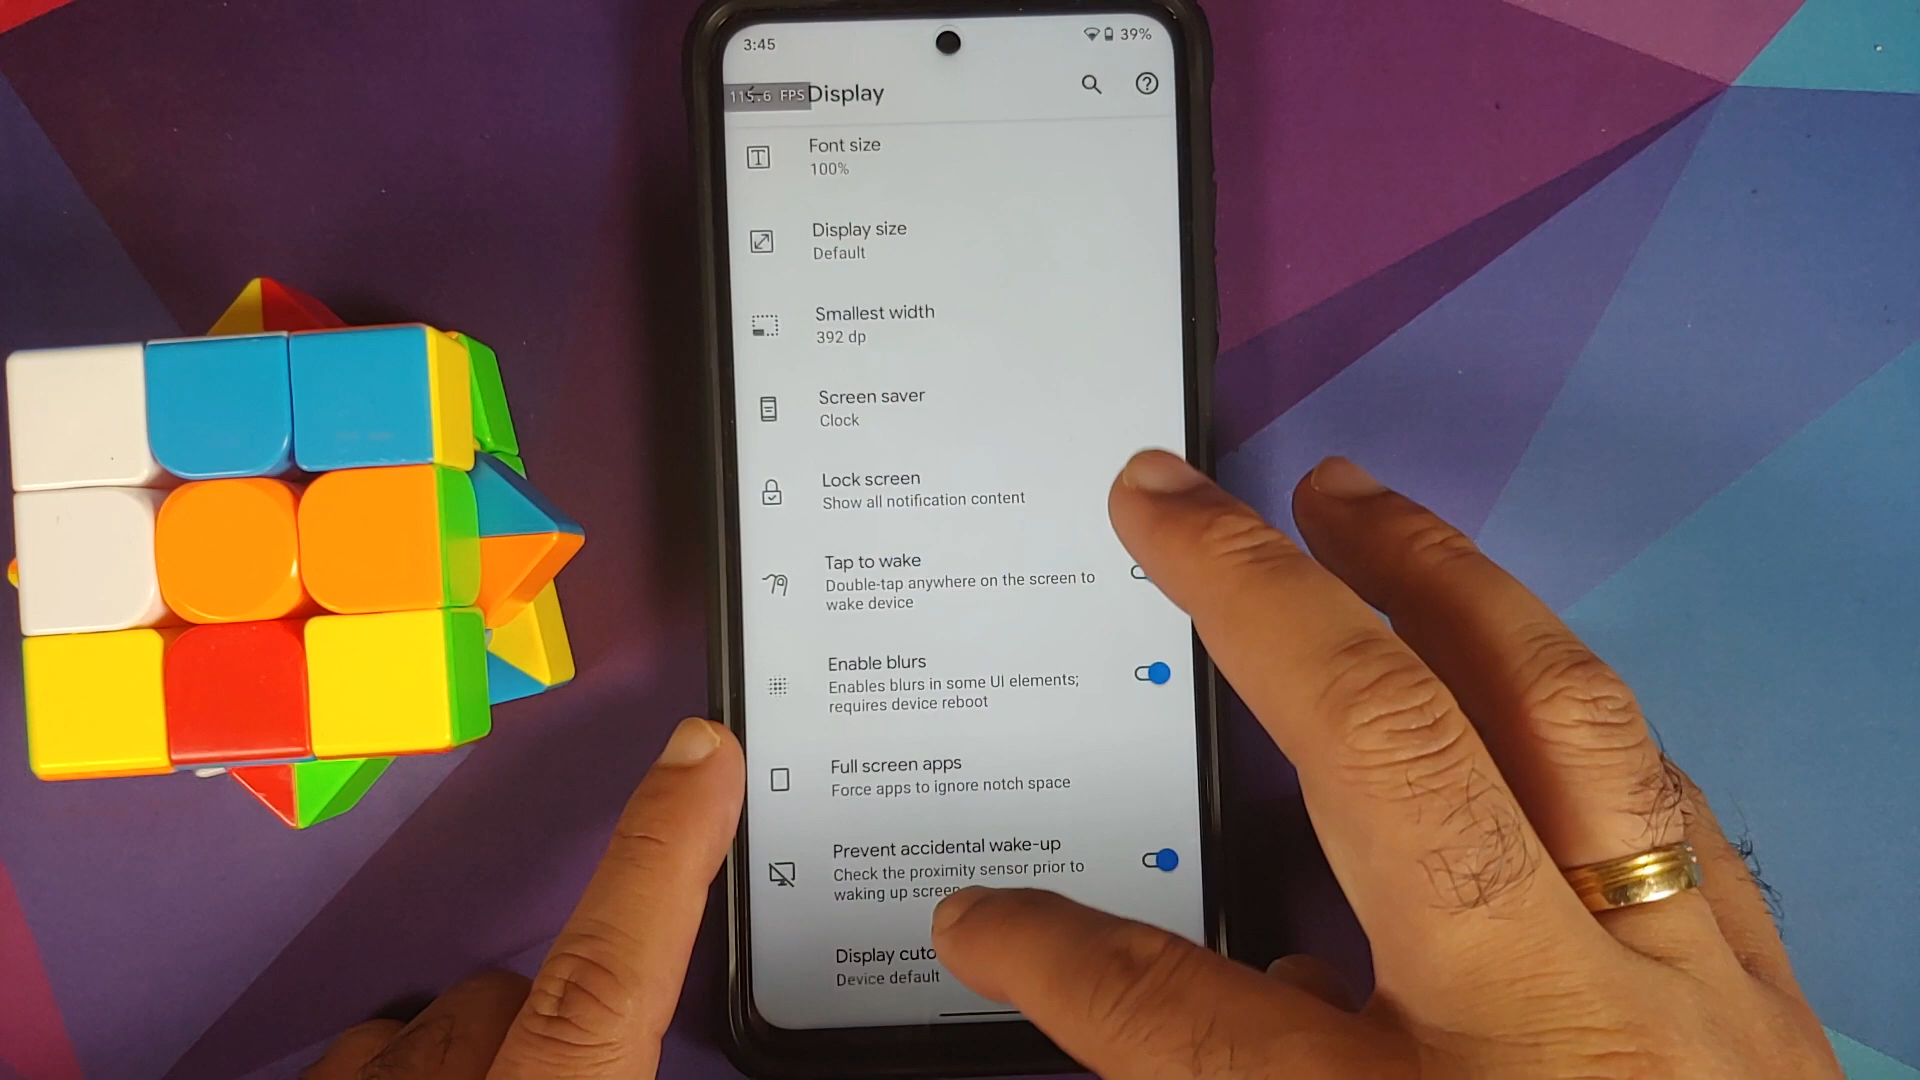 3:45
39%
115.6 FPS
Display
Font size
100%
Display size
Default
Smallest width
392 dp
Screen saver
Clock
Lock screen
Show all notification content
Tap to wake
Double-tap anywhere on the screen to
wake device
Enable blurs
Enables blurs in some UI elements;
requires device reboot
Full screen apps
Force apps to ignore notch space
Prevent accidental wake-up
Check the proximity sensor prior to
waking up screen
Display cuto
Device default